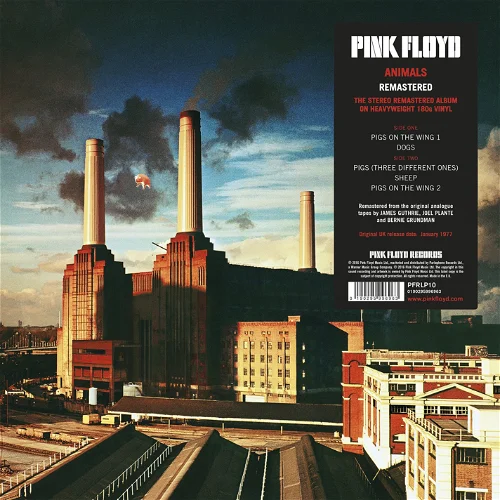 PINK FLOYD
ANIMALS
REMASTERED
THE STEREO REMASTERED ALBUM
ON HEAVYWEIGHT 180g VINYL
SIDE ONE
PIGS ON THE WING 1
DOGS
SIDE TWO
PIGS (THREE DIFFERENT ONES)
SHEEP
PIGS ON THE WING 2
Remastered from the original analogue
tapes by JAMES GUTHRIE, JOEL PLANTE
and BERNIE GRUNDMAN
Original UK release date: January 1977
PINK FLOYD RECORDS
PFRLP10
www.pinkfloyd.com